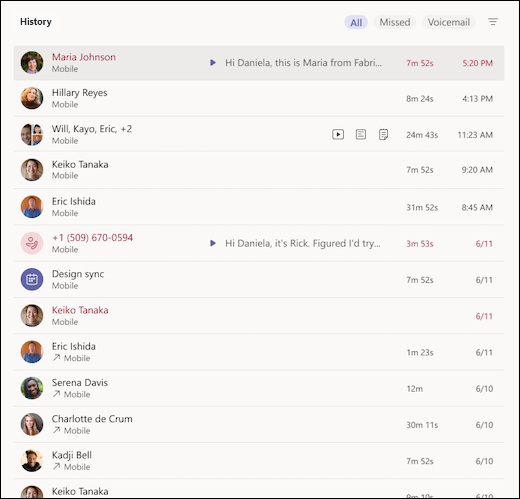 History All Missed Voicemail
Maria Johnson
Mobile
Hi Daniela, this is Maria from Fabri... 7m 52s 5:20 PM
Hillary Reyes
Mobile
8m 24s 4:13 PM
Will, Kayo, Eric, +2
Mobile
24m 43s 11:23 AM
Keiko Tanaka
Mobile
7m 52s 9:20 AM
Eric Ishida
Mobile
31m 52s 8:45 AM
+1 (509) 670-0594
Mobile
Hi Daniela, it's Rick. Figured I'd try... 3m 53s 6/11
Design sync
Mobile
7m 52s 6/11
Keiko Tanaka
Mobile
6/11
Eric Ishida
Mobile
1m 23s 6/11
Serena Davis
Mobile
12m 6/10
Charlotte de Crum
Mobile
30m 11s 6/10
Kadji Bell
Mobile
7m 52s 6/10
Keiko Tanaka
6/10